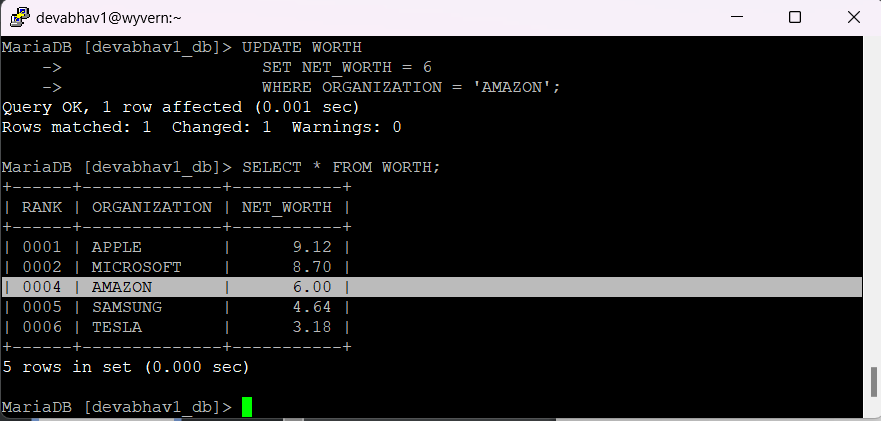 devabhav1@wyvern:~
MariaDB [devabhav1_db]> UPDATE WORTH
    ->                    SET NET_WORTH = 6
    ->                    WHERE ORGANIZATION = 'AMAZON';
Query OK, 1 row affected (0.001 sec)
Rows matched: 1  Changed: 1  Warnings: 0
MariaDB [devabhav1_db]> SELECT * FROM WORTH;
+------+--------------+-----------+
| RANK | ORGANIZATION | NET_WORTH |
+------+--------------+-----------+
| 0001 | APPLE        |      9.12 |
| 0002 | MICROSOFT    |      8.70 |
| 0004 | AMAZON       |      6.00 |
| 0005 | SAMSUNG      |      4.64 |
| 0006 | TESLA        |      3.18 |
+------+--------------+-----------+
5 rows in set (0.000 sec)
MariaDB [devabhav1_db]>